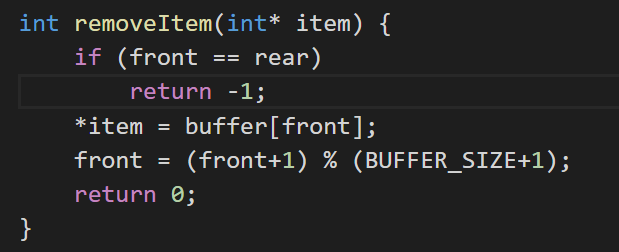 int removeItem(int* item) {
    if (front == rear)
        return -1;
    *item = buffer[front];
    front = (front+1) % (BUFFER_SIZE+1);
    return 0;
}